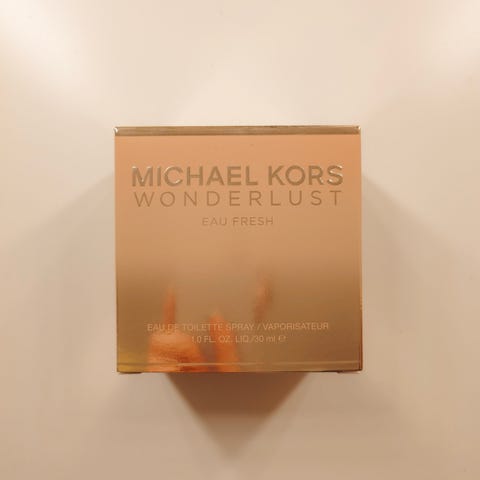 MICHAEL KORS
WONDERLUST
EAU FRESH
EAU DE TOILETTE SPRAY / VAPORISATEUR
1.0 FL. OZ. LIQ./30 ml ℮